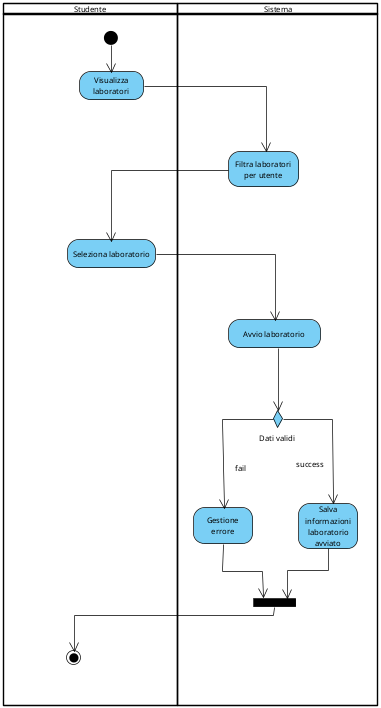 Studente
Sistema
Visualizza
laboratori
Filtra laboratori
per utente
Seleziona laboratorio
Avvio laboratorio
Dati validi
fail
success
Gestione
errore
Salva
informazioni
laboratorio
avviato